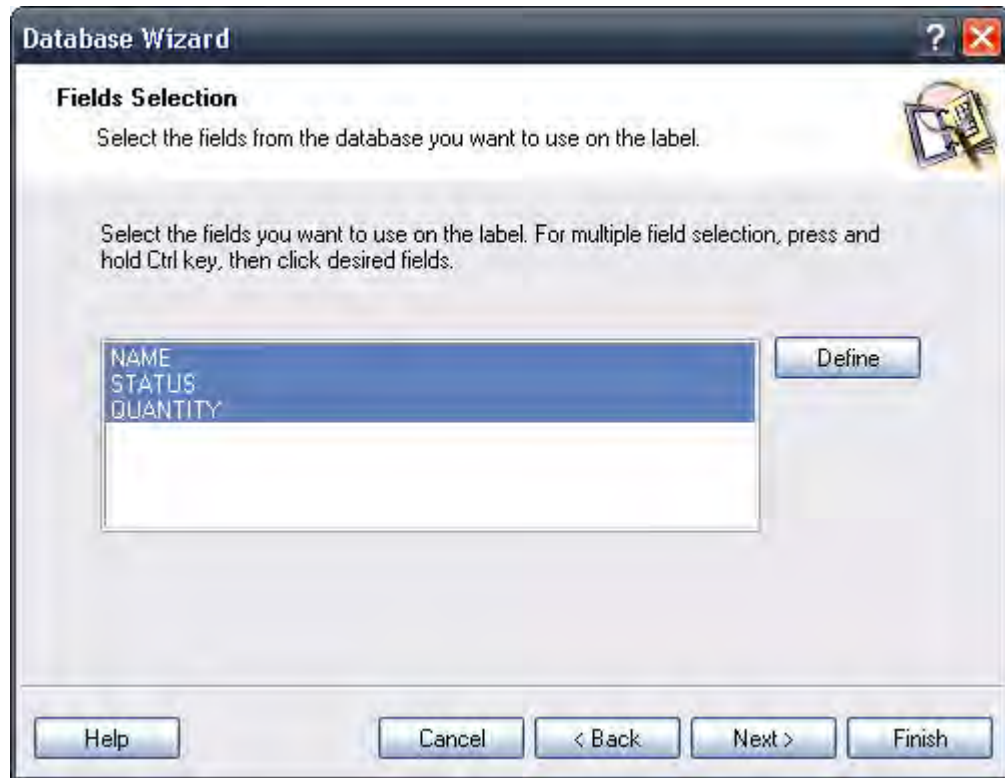 Database Wizard ?
Fields Selection
Select the fields from the database you want to use on the label.
Select the fields you want to use on the label. For multiple field selection, press and
hold Ctrl key, then click desired fields.
NAME
STATUS
QUANTITY
Define
Help
Cancel
< Back
Next >
Finish